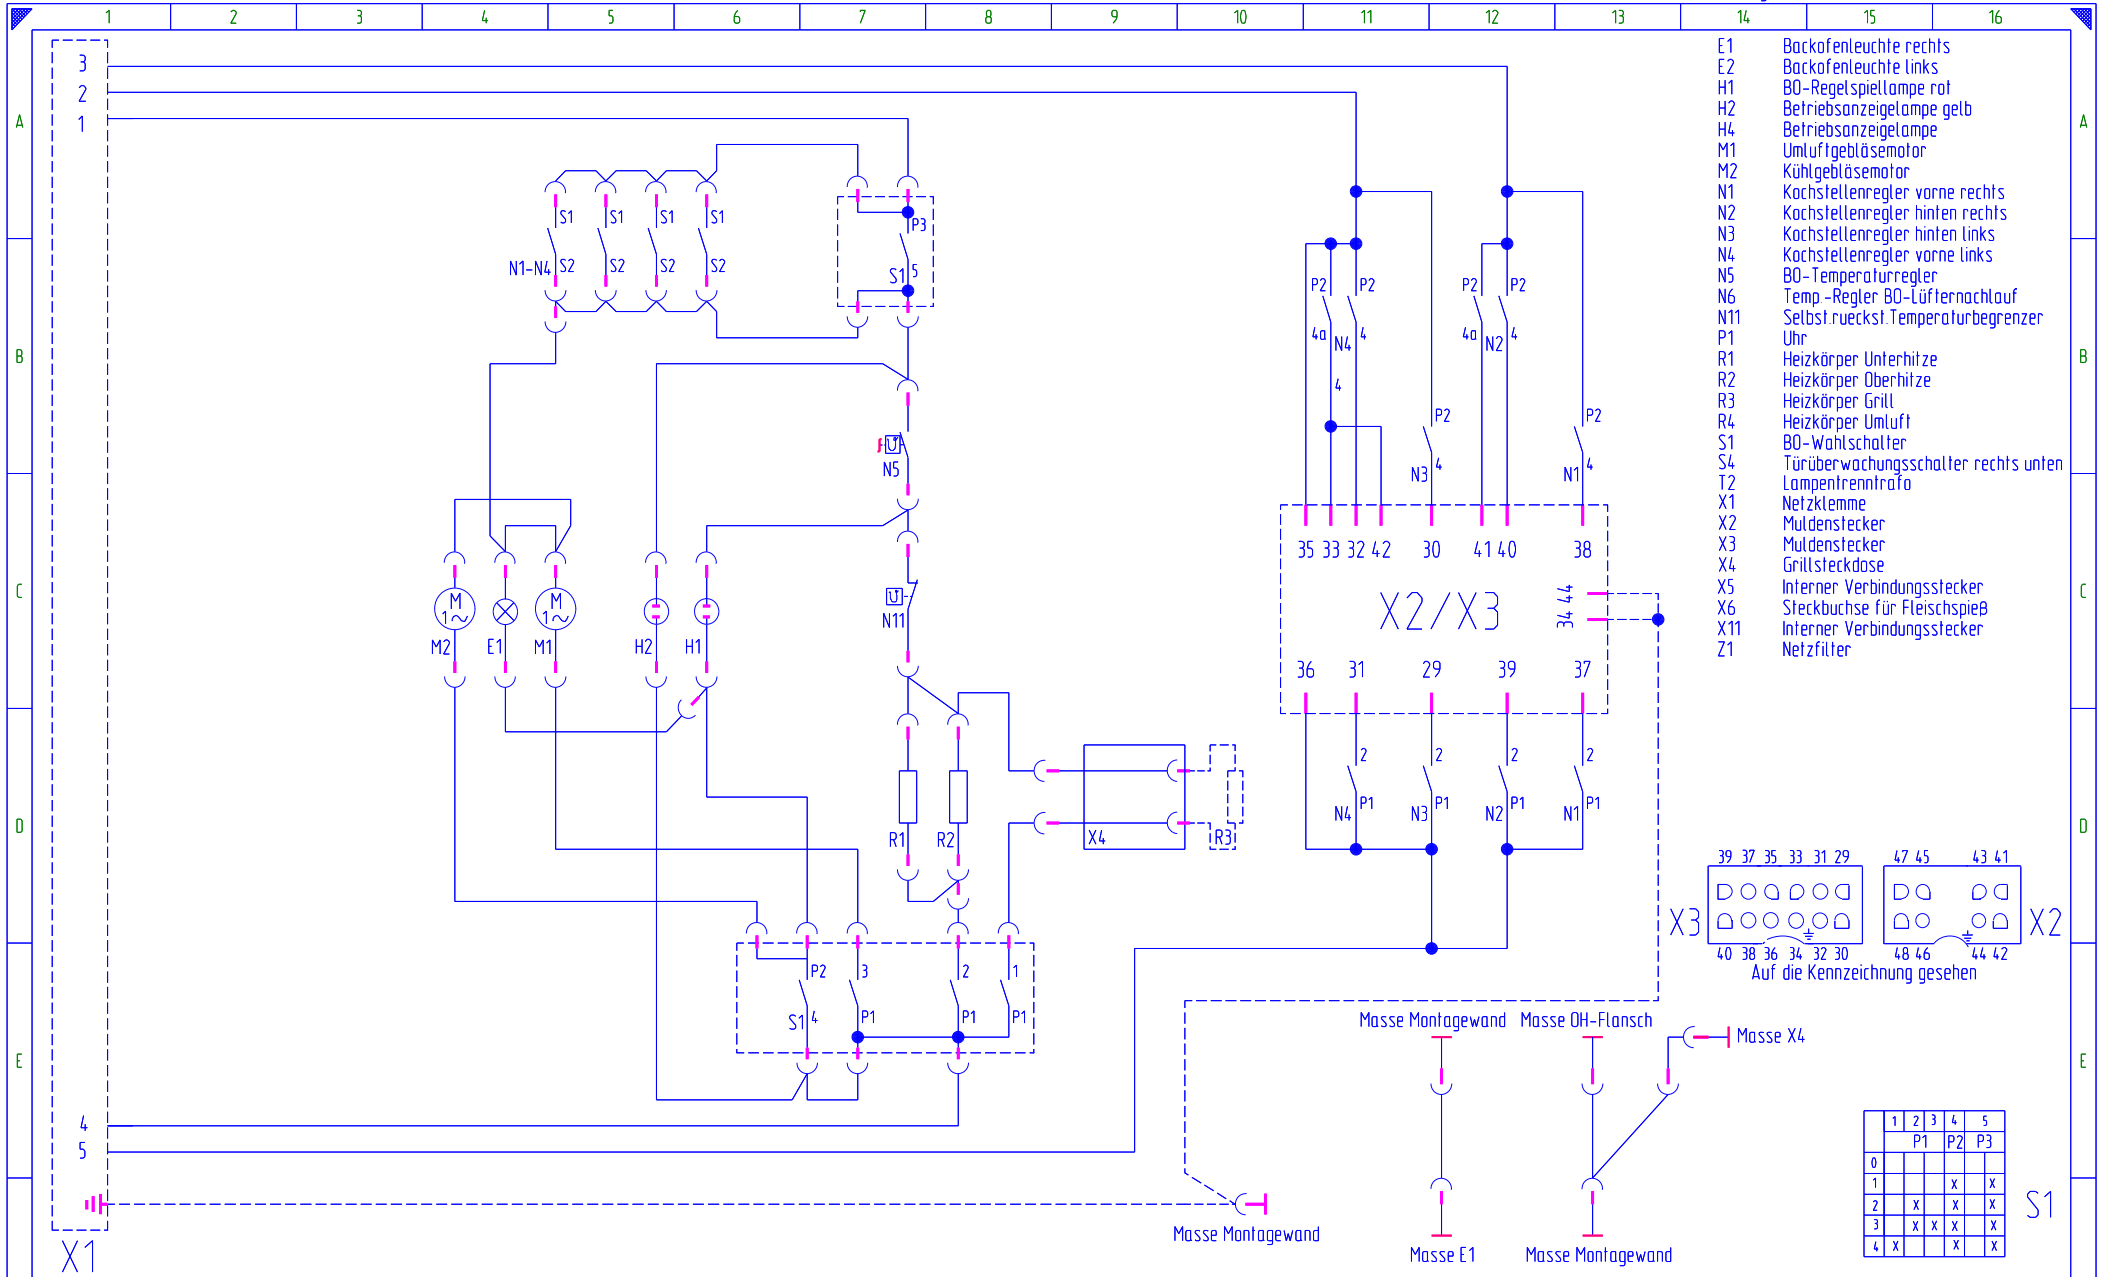 1 2 3 4 5 6 7 8 9 10 11 12 13 14 15 16
A
B
C
D
E
A
B
C
D
E
3
2
1
4
5
X1
S1 S1 S1 S1
N1-N4 S2 S2 S2 S2
P3
S1 5
N5
N11
M 1~
M 1~
M2 E1 M1 H2 H1
R1 R2
X4
R3
P2 3 2 1
S1 4 P1 P1 P1
P2 P2 P2 P2
4a N4 4 4a N2 4
4
P2 P2
N3 4 N1 4
35 33 32 42 30 41 40 38
X2/X3
34 44
36 31 29 39 37
2 2 2 2
N4 P1 N3 P1 N2 P1 N1 P1
E1 Backofenleuchte rechts
E2 Backofenleuchte links
H1 BO-Regelspiellampe rot
H2 Betriebsanzeigelampe gelb
H4 Betriebsanzeigelampe
M1 Umluftgebläsemotor
M2 Kühlgebläsemotor
N1 Kochstellenregler vorne rechts
N2 Kochstellenregler hinten rechts
N3 Kochstellenregler hinten links
N4 Kochstellenregler vorne links
N5 BO-Temperaturregler
N6 Temp.-Regler BO-Lüfternachlauf
N11 Selbst.rueckst.Temperaturbegrenzer
P1 Uhr
R1 Heizkörper Unterhitze
R2 Heizkörper Oberhitze
R3 Heizkörper Grill
R4 Heizkörper Umluft
S1 BO-Wahlschalter
S4 Türüberwachungsschalter rechts unten
T2 Lampentrenntrafo
X1 Netzklemme
X2 Muldenstecker
X3 Muldenstecker
X4 Grillsteckdose
X5 Interner Verbindungsstecker
X6 Steckbuchse für Fleischspieß
X11 Interner Verbindungsstecker
Z1 Netzfilter
39 37 35 33 31 29 47 45 43 41
X3 X2
40 38 36 34 32 30 48 46 44 42
Auf die Kennzeichnung gesehen
Masse Montagewand Masse OH-Flansch
Masse X4
Masse Montagewand
Masse E1 Masse Montagewand
1 2 3 4 5
P1 P2 P3
0
1 x x
2 x x x
3 x x x x
4 x x x
S1